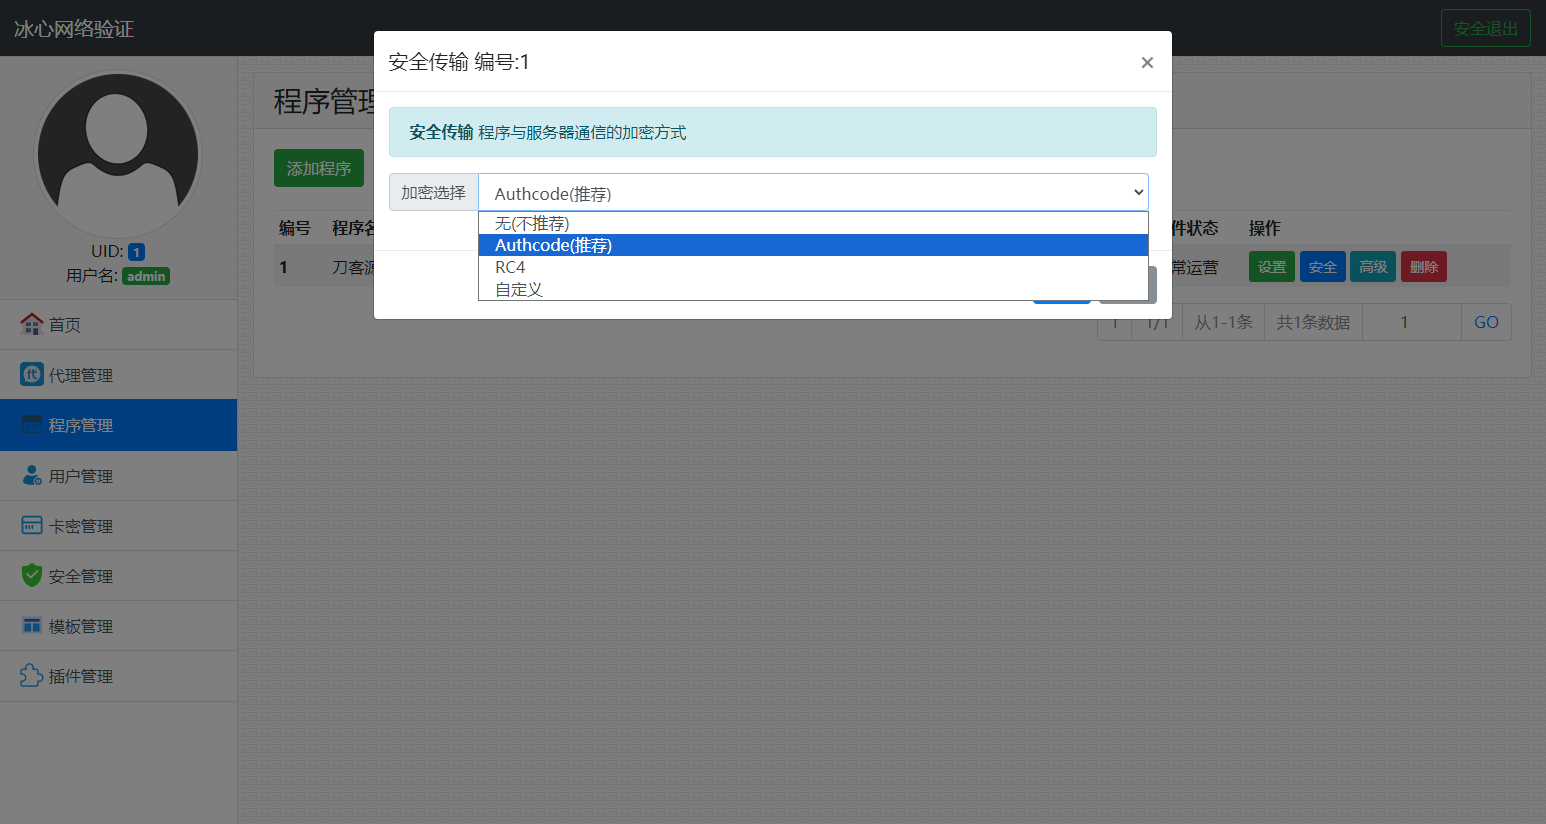 冰心网络验证
安全退出
安全传输 编号:1
×
安全传输 程序与服务器通信的加密方式
加密选择
Authcode(推荐)
无(不推荐)
Authcode(推荐)
RC4
自定义
UID: 1
用户名: admin
首页
代理管理
程序管理
用户管理
卡密管理
安全管理
模板管理
插件管理
程序管理
添加程序
编号 程序名 件状态 操作
1 刀客源 常运营 设置 安全 高级 删除
1 1/1 从1-1条 共1条数据 1 GO